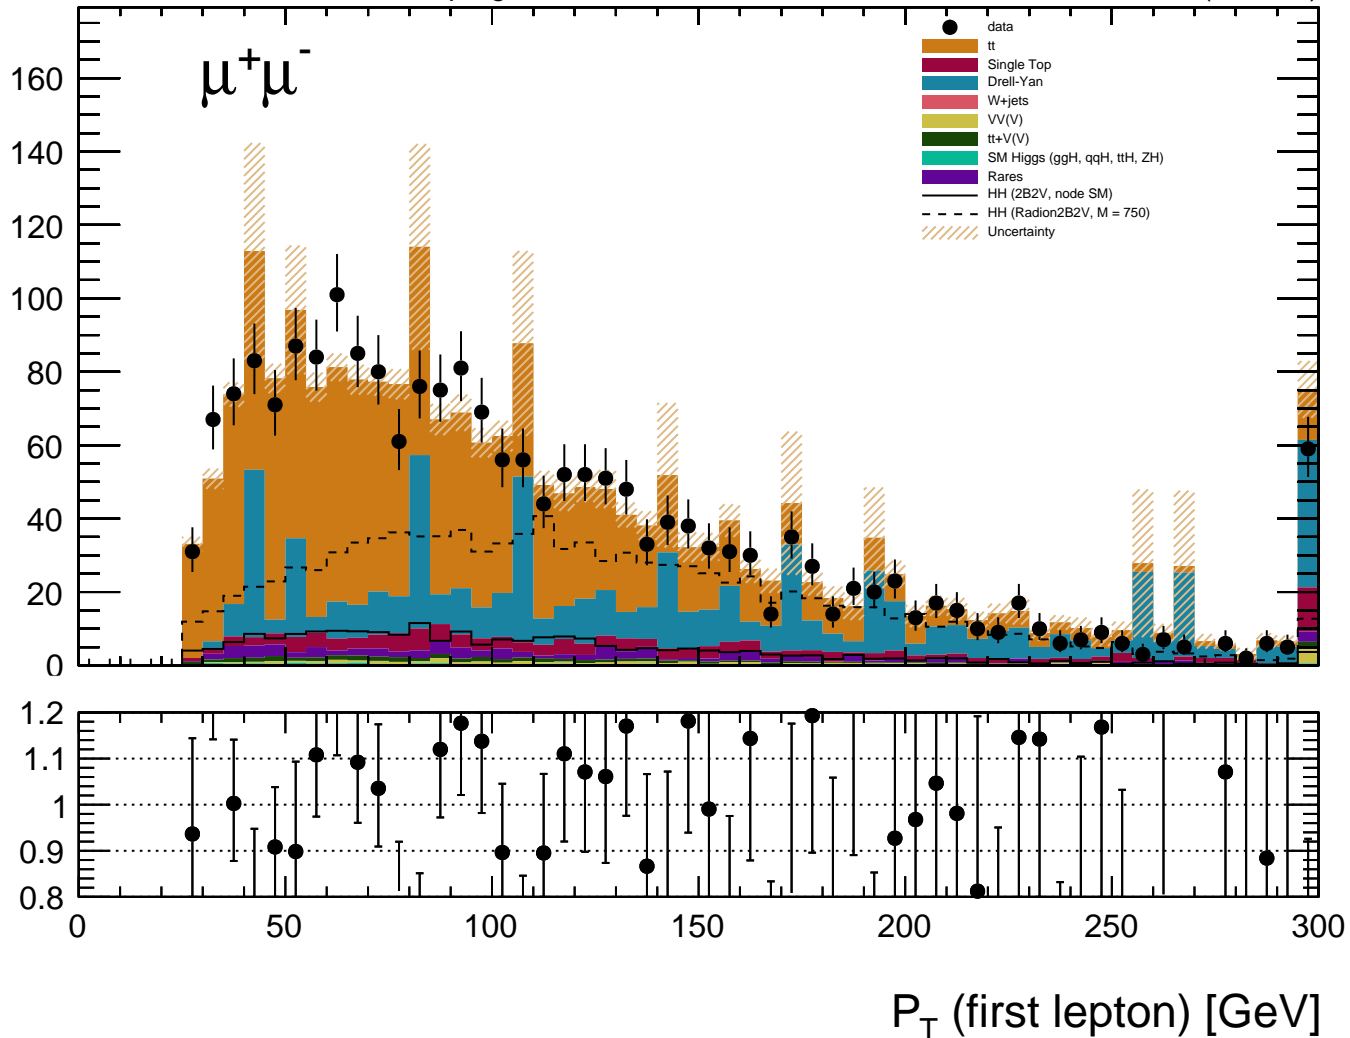 μ⁺μ⁻
data
tt
Single Top
Drell-Yan
W+jets
VV(V)
tt+V(V)
SM Higgs (ggH, qqH, ttH, ZH)
Rares
HH (2B2V, node SM)
HH (Radion2B2V, M = 750)
Uncertainty
160
140
120
100
80
60
40
20
0
1.2
1.1
1
0.9
0.8
0 50 100 150 200 250 300
P_T (first lepton) [GeV]